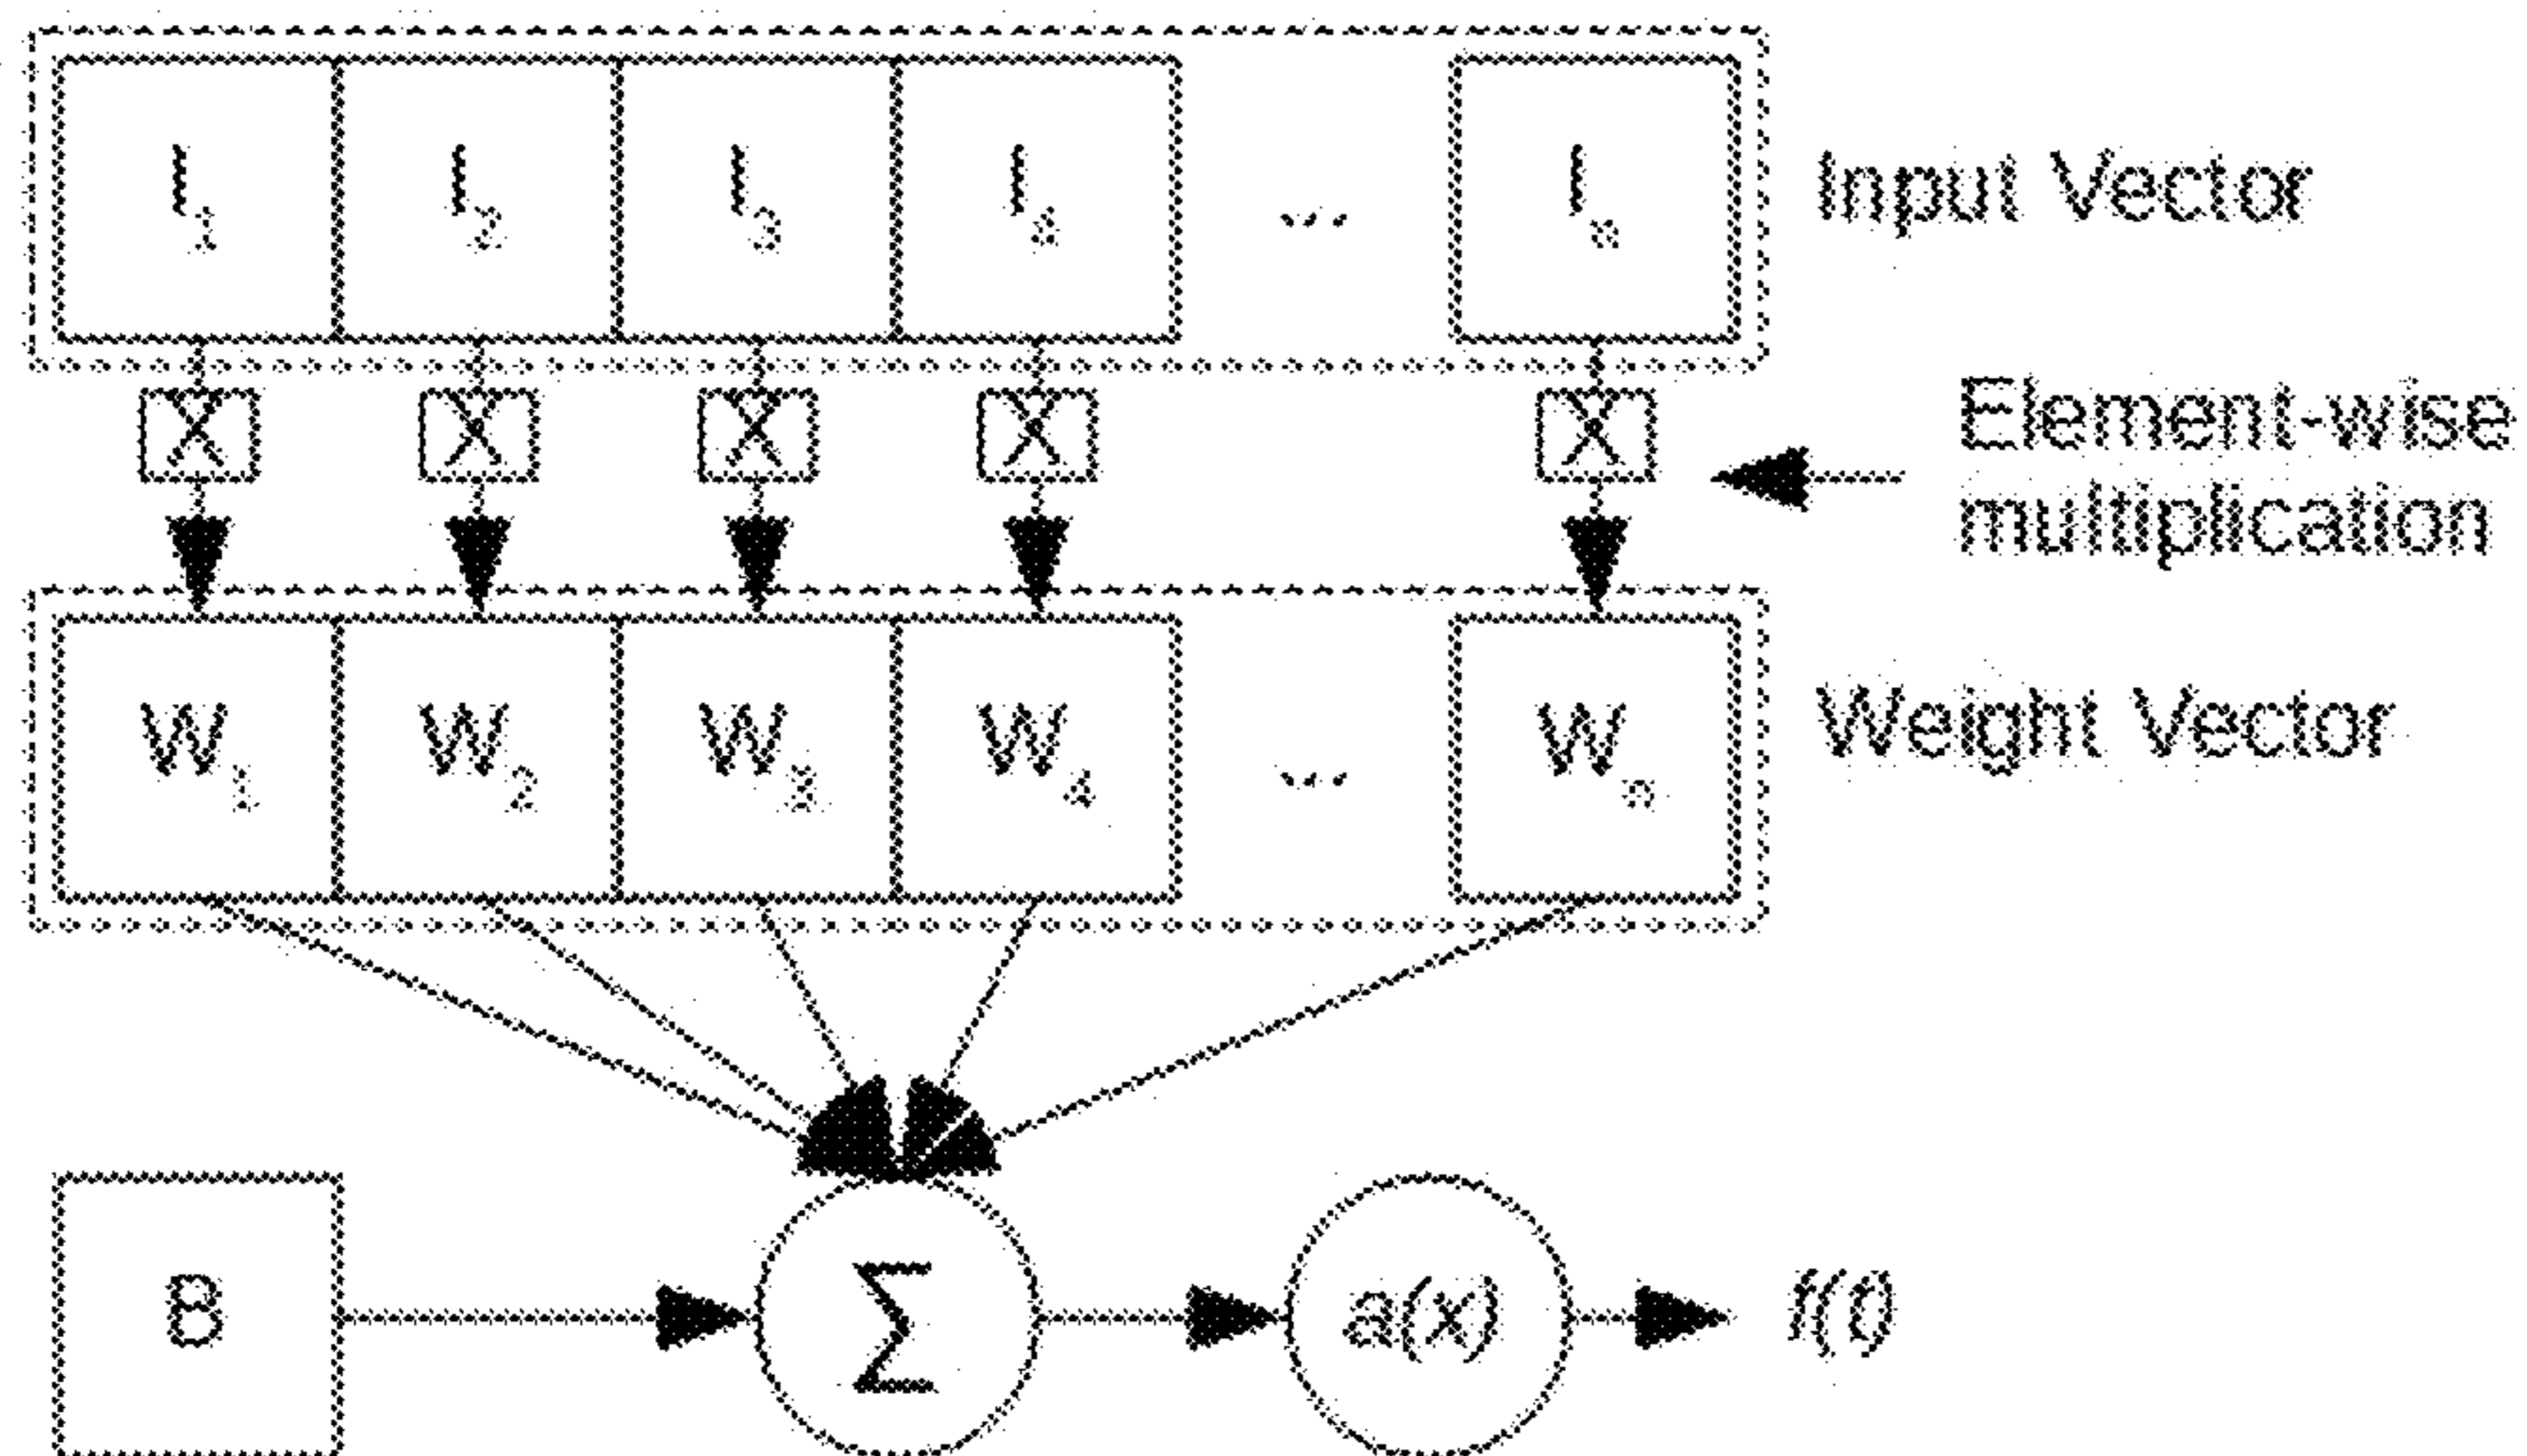 I₁ I₂ I₃ I₄ ... Iₙ Input Vector
X X X X X Element-wise
multiplication
W₁ W₂ W₃ W₄ ... Wₙ Weight Vector
B ∑ a(x) f(t)